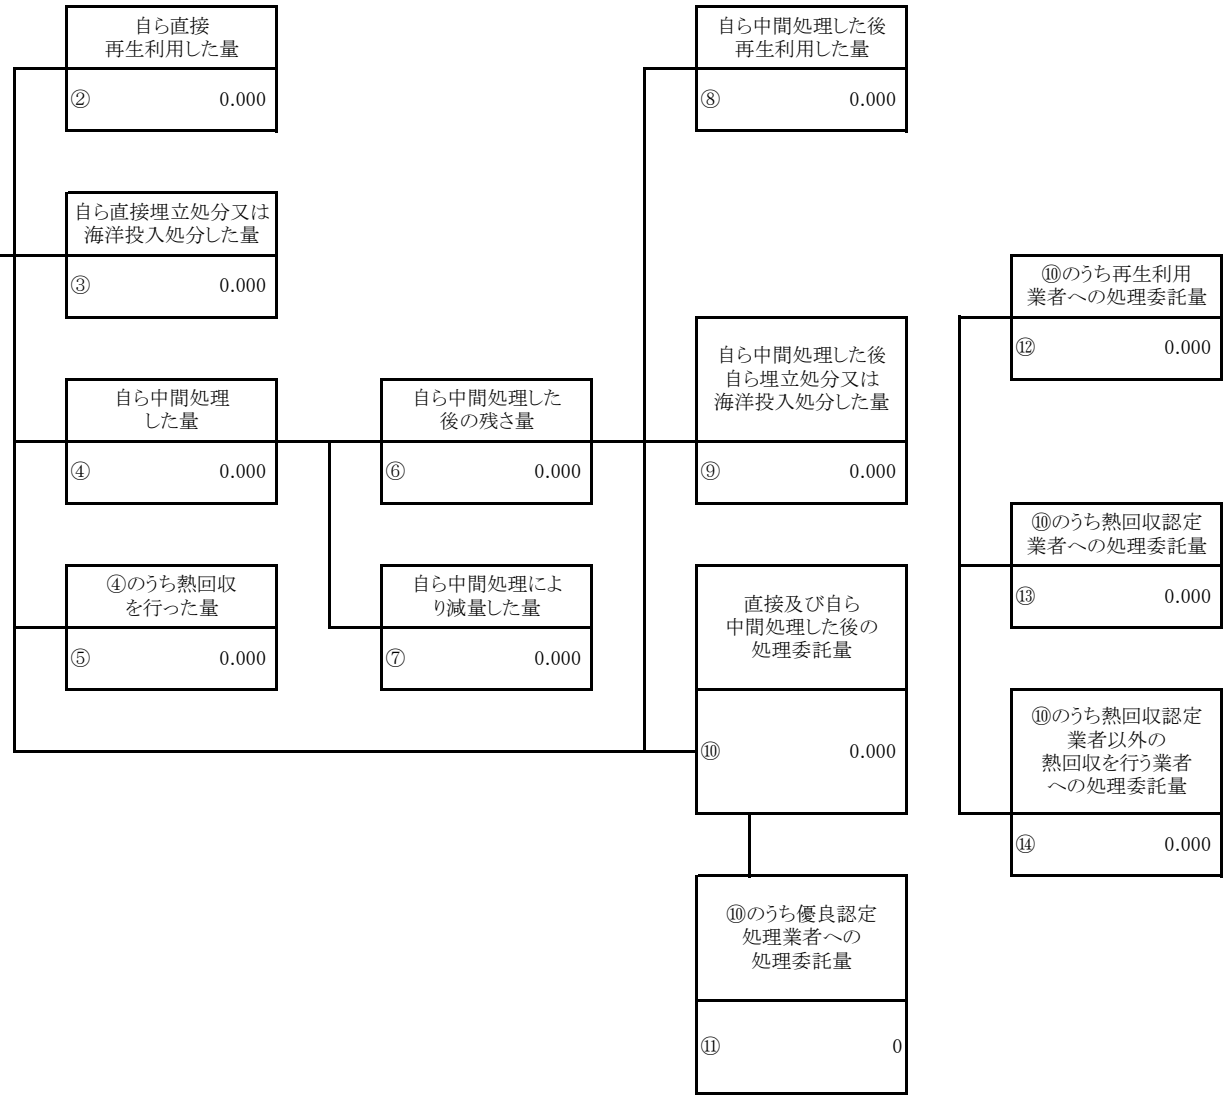 自ら直接
再生利用した量
② 0.000
自ら直接埋立処分又は
海洋投入処分した量
③ 0.000
自ら中間処理
した量
④ 0.000
④のうち熱回収
を行った量
⑤ 0.000
自ら中間処理した
後の残さ量
⑥ 0.000
自ら中間処理によ
り減量した量
⑦ 0.000
自ら中間処理した後
再生利用した量
⑧ 0.000
自ら中間処理した後
自ら埋立処分又は
海洋投入処分した量
⑨ 0.000
直接及び自ら
中間処理した後の
処理委託量
⑩ 0.000
⑩のうち優良認定
処理業者への
処理委託量
⑪ 0
⑩のうち再生利用
業者への処理委託量
⑫ 0.000
⑩のうち熱回収認定
業者への処理委託量
⑬ 0.000
⑩のうち熱回収認定
業者以外の
熱回収を行う業者
への処理委託量
⑭ 0.000